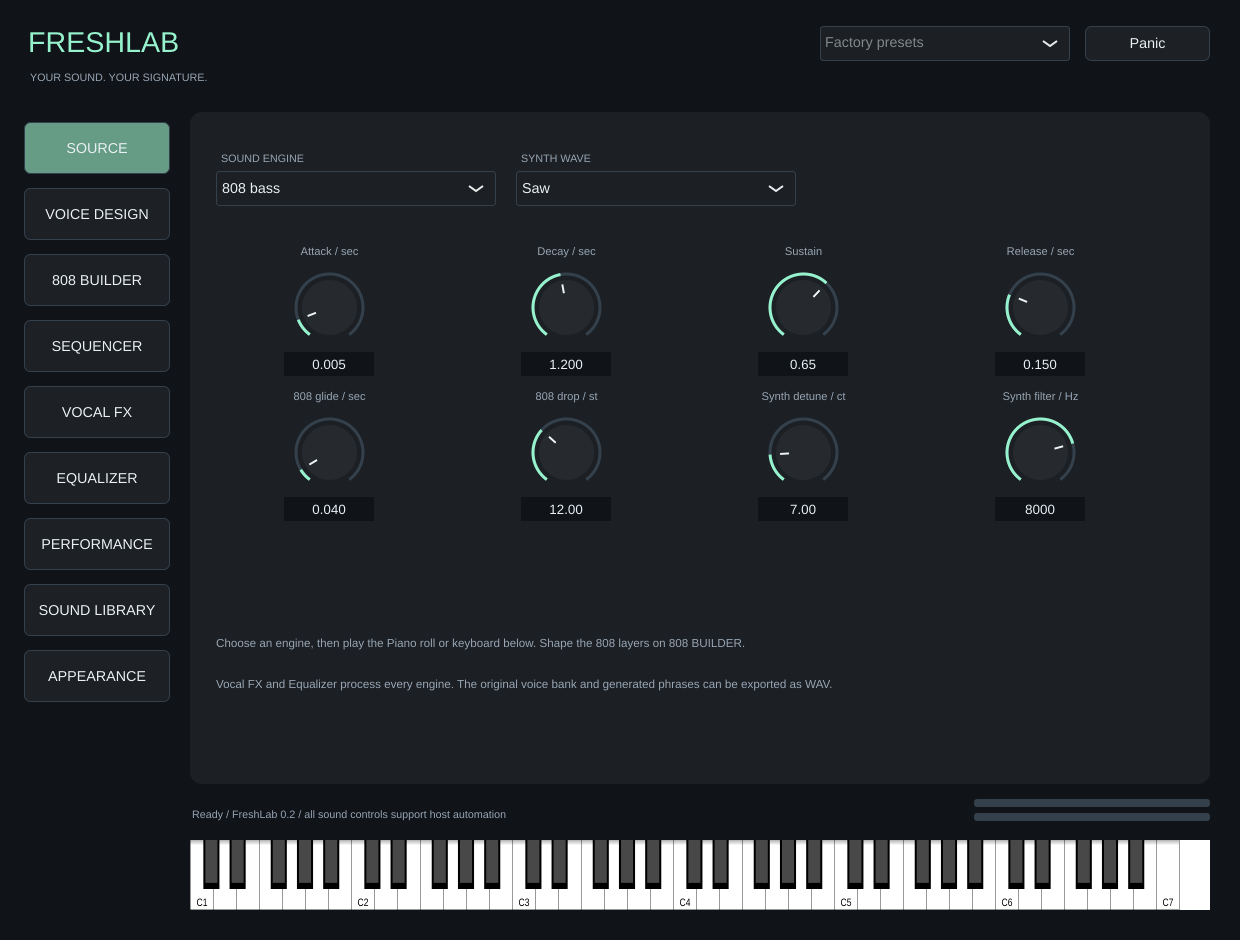 FRESHLAB
YOUR SOUND. YOUR SIGNATURE.
Factory presets
Panic
SOURCE
VOICE DESIGN
808 BUILDER
SEQUENCER
VOCAL FX
EQUALIZER
PERFORMANCE
SOUND LIBRARY
APPEARANCE
SOUND ENGINE
SYNTH WAVE
808 bass
Saw
Attack / sec
Decay / sec
Sustain
Release / sec
0.005
1.200
0.65
0.150
808 glide / sec
808 drop / st
Synth detune / ct
Synth filter / Hz
0.040
12.00
7.00
8000
Choose an engine, then play the Piano roll or keyboard below. Shape the 808 layers on 808 BUILDER.
Vocal FX and Equalizer process every engine. The original voice bank and generated phrases can be exported as WAV.
Ready / FreshLab 0.2 / all sound controls support host automation
C1 C2 C3 C4 C5 C6 C7